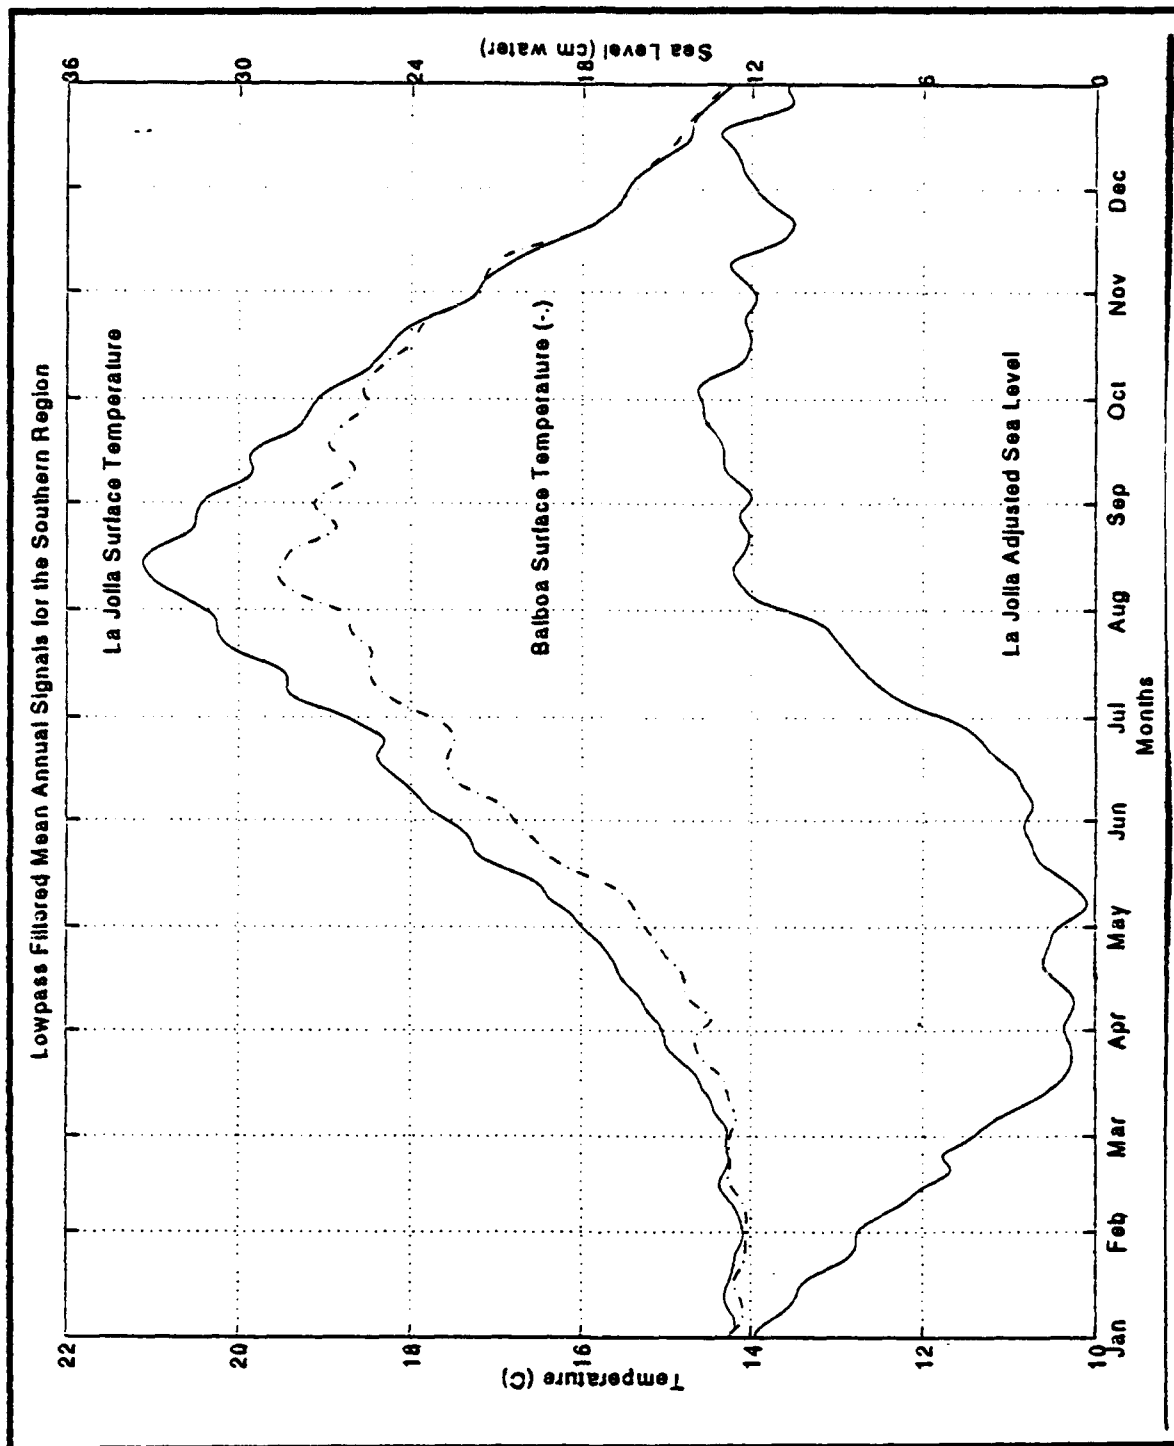 Lowpass Filtered Mean Annual Signals for the Southern Region
22
20
18
16
14
12
10
Temperature (C)
36
30
24
18
12
6
0
Sea Level (cm water)
La Jolla Surface Temperature
Balboa Surface Temperature (-.)
La Jolla Adjusted Sea Level
Jan Feb Mar Apr May Jun Jul Aug Sep Oct Nov Dec
Months